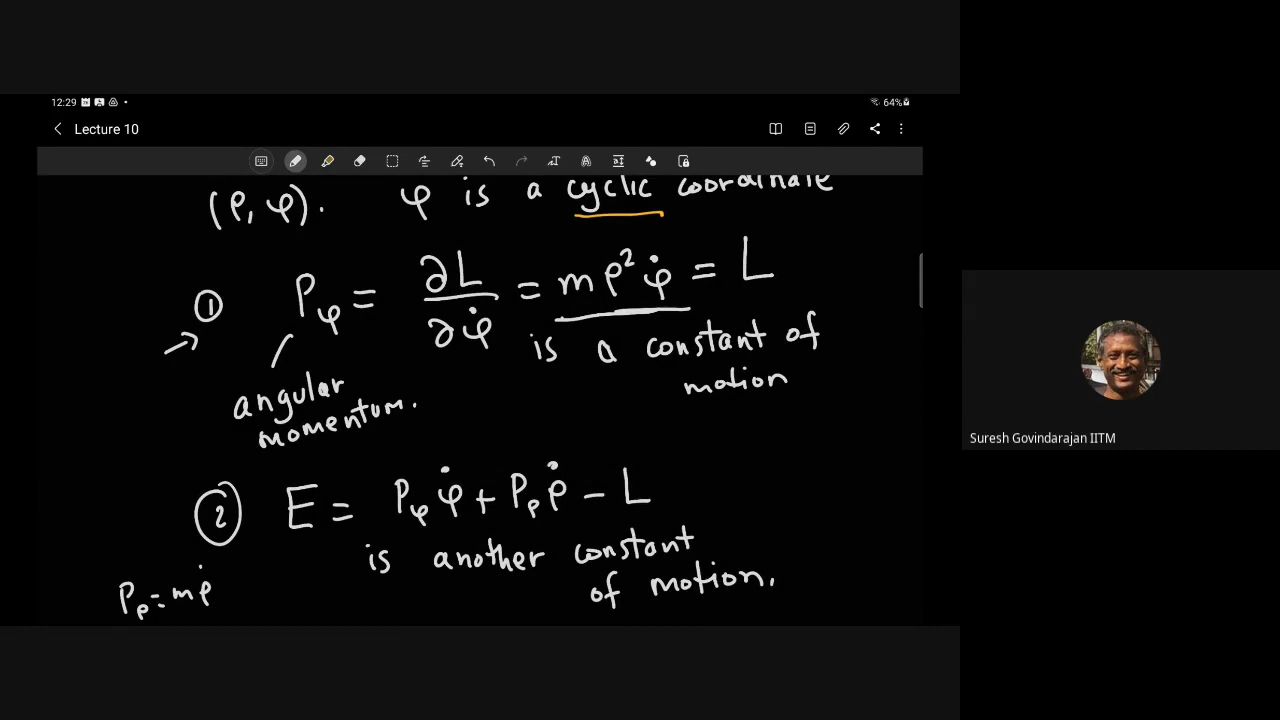 12:29
64%
Lecture 10
(ρ, φ). φ is a cyclic coordinate
① P_φ = ∂L/∂φ̇ = mρ²φ̇ = L
is a constant of
motion
angular
momentum.
② E = P_φ φ̇ + P_ρ ρ̇ − L
is another constant
of motion.
P_ρ = mρ̇
Suresh Govindarajan IITM